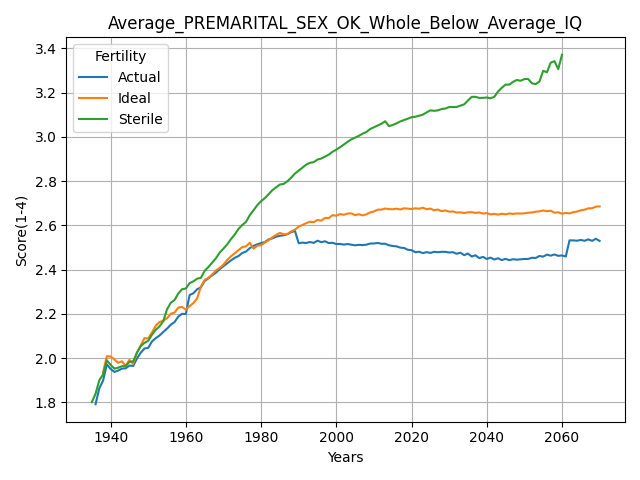 Average_PREMARITAL_SEX_OK_Whole_Below_Average_IQ
Fertility
Actual
Ideal
Sterile
Score(1-4)
3.4
3.2
3.0
2.8
2.6
2.4
2.2
2.0
1.8
1940 1960 1980 2000 2020 2040 2060
Years